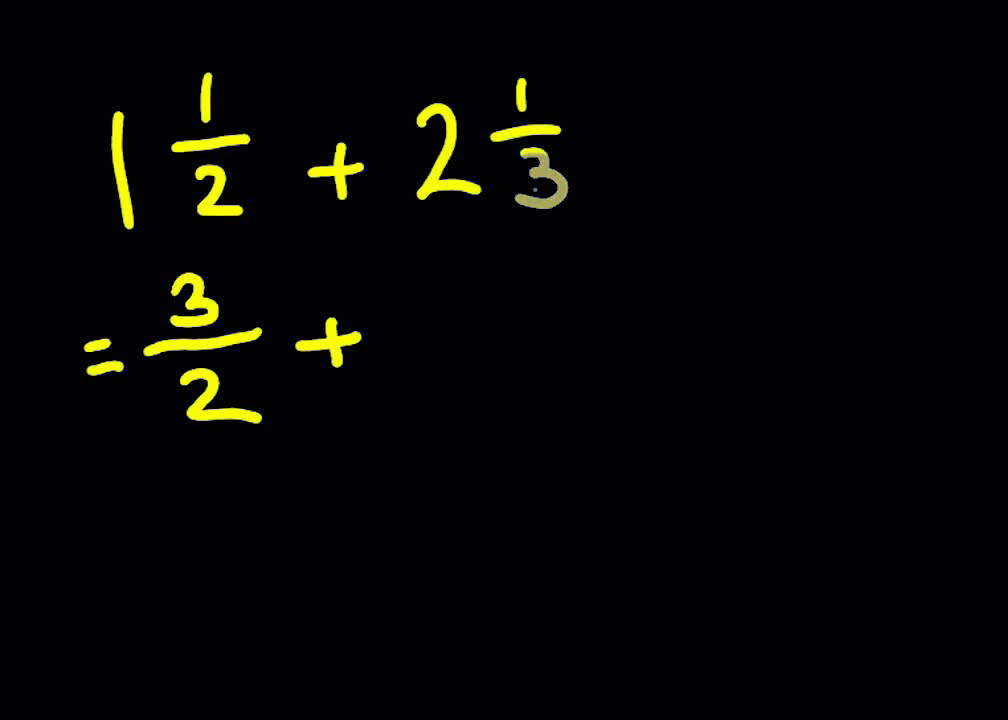 1 1/2 + 2 1/3
= 3/2 +